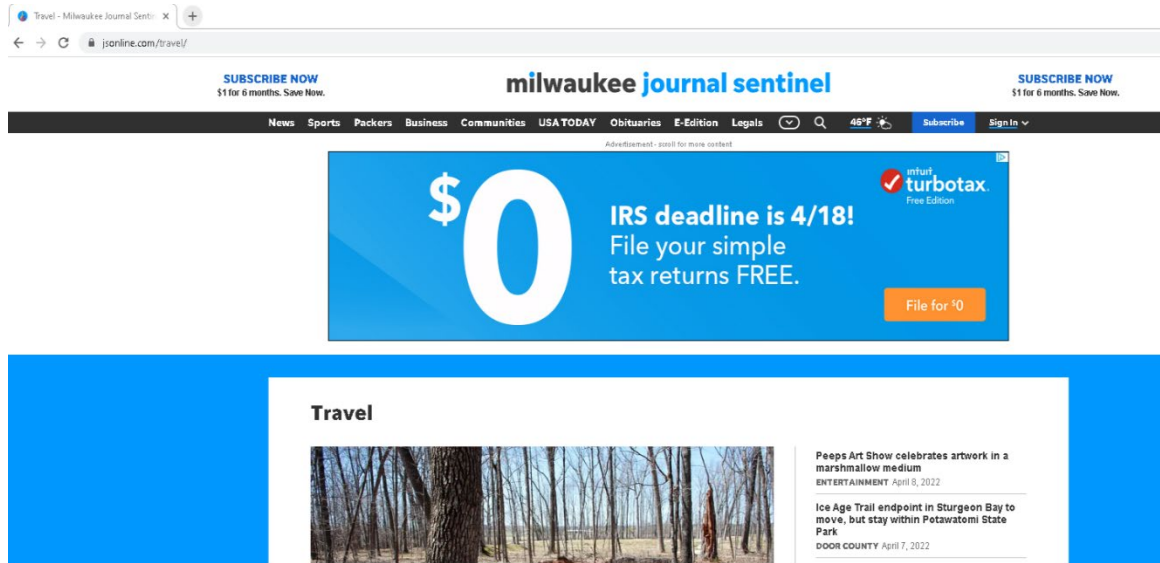 Travel - Milwaukee Journal Senti
jsonline.com/travel/
SUBSCRIBE NOW
$1 for 6 months. Save Now.
milwaukee journal sentinel
SUBSCRIBE NOW
$1 for 6 months. Save Now.
News Sports Packers Business Communities USA TODAY Obituaries E-Edition Legals 46°F Subscribe Sign In
Advertisement - scroll for more content
$0
IRS deadline is 4/18!
File your simple
tax returns FREE.
intuit
turbotax.
Free Edition
File for $0
Travel
Peeps Art Show celebrates artwork in a
marshmallow medium
ENTERTAINMENT April 8, 2022
Ice Age Trail endpoint in Sturgeon Bay to
move, but stay within Potawatomi State
Park
DOOR COUNTY April 7, 2022